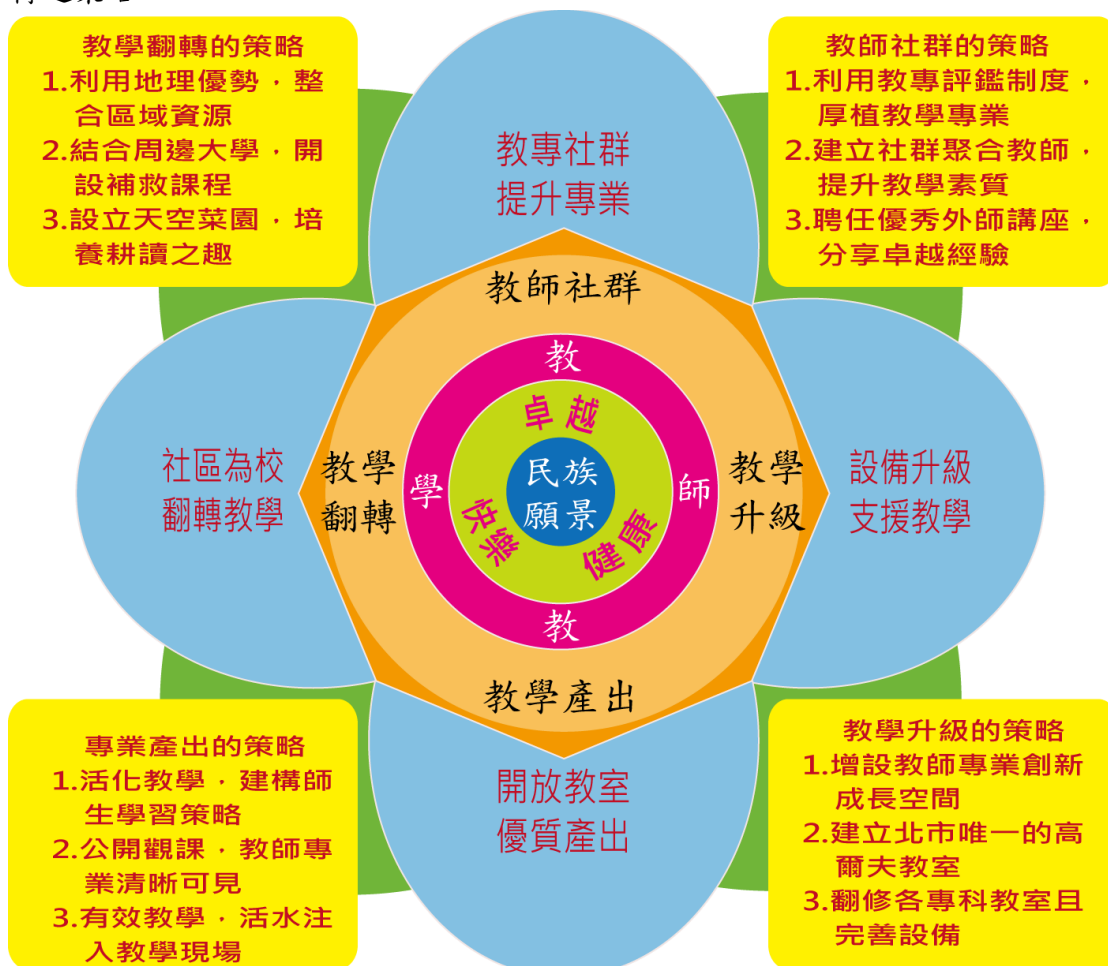 教學翻轉的策略
1.利用地理優勢，整
合區域資源
2.結合周邊大學，開
設補救課程
3.設立天空菜園，培
養耕讀之趣
教師社群的策略
1.利用教專評鑑制度，
厚植教學專業
2.建立社群聚合教師，
提升教學素質
3.聘任優秀外師講座，
分享卓越經驗
教專社群
提升專業
教師社群
教
卓越
社區為校
翻轉教學
教學
翻轉
學
民族
願景
師
教學
升級
設備升級
支援教學
快樂
健康
教
教學產出
開放教室
優質產出
專業產出的策略
1.活化教學，建構師
生學習策略
2.公開觀課，教師專
業清晰可見
3.有效教學，活水注
入教學現場
教學升級的策略
1.增設教師專業創新
成長空間
2.建立北市唯一的高
爾夫教室
3.翻修各專科教室且
完善設備